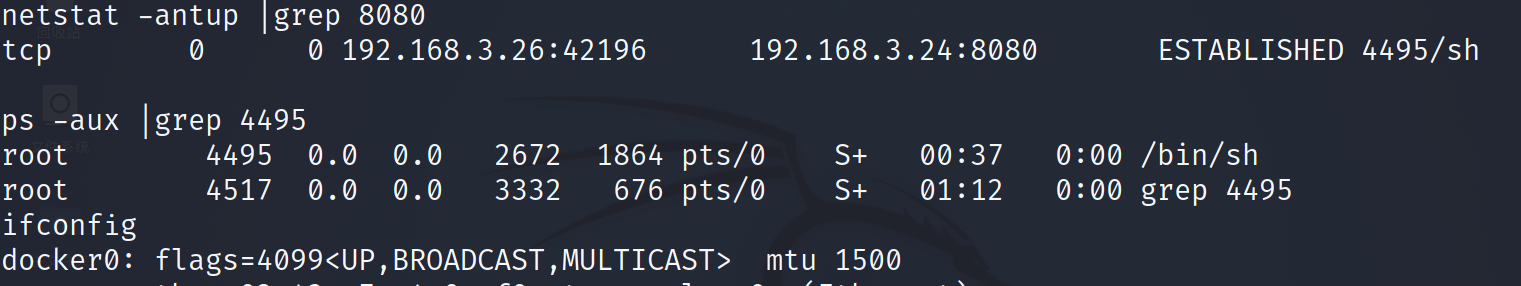 netstat -antup |grep 8080
tcp 0 0 192.168.3.26:42196 192.168.3.24:8080 ESTABLISHED 4495/sh
ps -aux |grep 4495
root 4495 0.0 0.0 2672 1864 pts/0 S+ 00:37 0:00 /bin/sh
root 4517 0.0 0.0 3332 676 pts/0 S+ 01:12 0:00 grep 4495
ifconfig
docker0: flags=4099<UP,BROADCAST,MULTICAST> mtu 1500